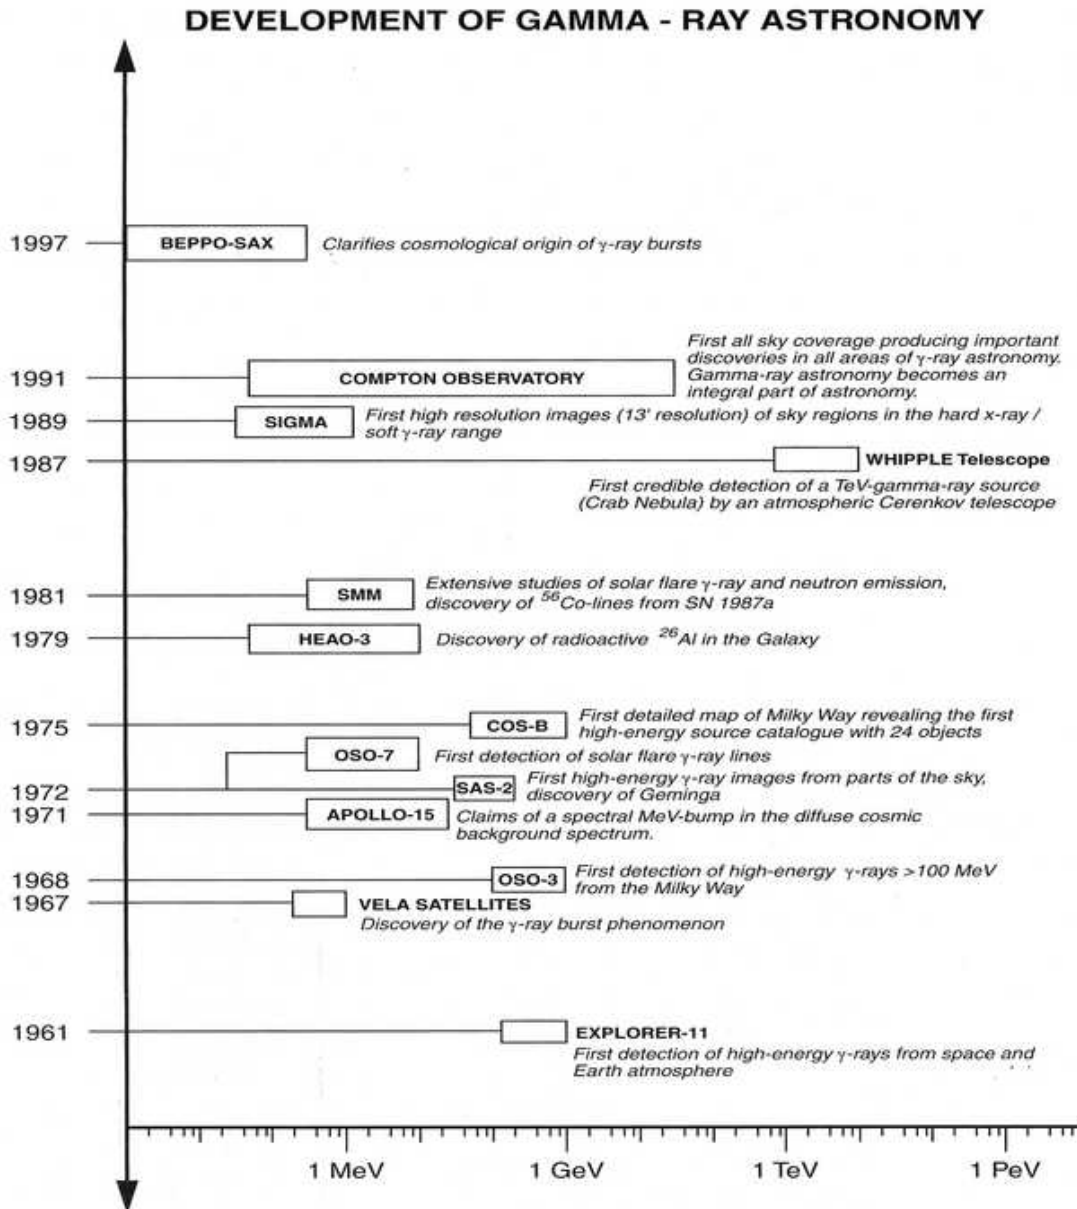 DEVELOPMENT OF GAMMA - RAY ASTRONOMY
1997
BEPPO-SAX
Clarifies cosmological origin of γ-ray bursts
First all sky coverage producing important
discoveries in all areas of γ-ray astronomy.
Gamma-ray astronomy becomes an
integral part of astronomy.
1991
COMPTON OBSERVATORY
1989
SIGMA
First high resolution images (13' resolution) of sky regions in the hard x-ray /
soft γ-ray range
1987
WHIPPLE Telescope
First credible detection of a TeV-gamma-ray source
(Crab Nebula) by an atmospheric Cerenkov telescope
1981
SMM
Extensive studies of solar flare γ-ray and neutron emission,
discovery of ⁵⁶Co-lines from SN 1987a
1979
HEAO-3
Discovery of radioactive ²⁶Al in the Galaxy
1975
COS-B
First detailed map of Milky Way revealing the first
high-energy source catalogue with 24 objects
OSO-7
First detection of solar flare γ-ray lines
1972
SAS-2
First high-energy γ-ray images from parts of the sky,
discovery of Geminga
1971
APOLLO-15
Claims of a spectral MeV-bump in the diffuse cosmic
background spectrum.
1968
OSO-3
First detection of high-energy γ-rays >100 MeV
from the Milky Way
1967
VELA SATELLITES
Discovery of the γ-ray burst phenomenon
1961
EXPLORER-11
First detection of high-energy γ-rays from space and
Earth atmosphere
1 MeV 1 GeV 1 TeV 1 PeV